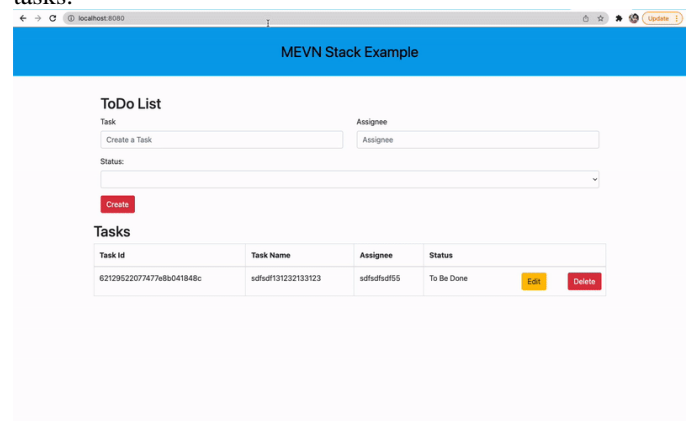 tasks.
localhost:8080
Update
MEVN Stack Example
ToDo List
Task Assignee
Create a Task Assignee
Status:
Create
Tasks
Task Id Task Name Assignee Status
62129522077477e8b041848c sdfsdf131232133123 sdfsdfsdf55 To Be Done Edit Delete